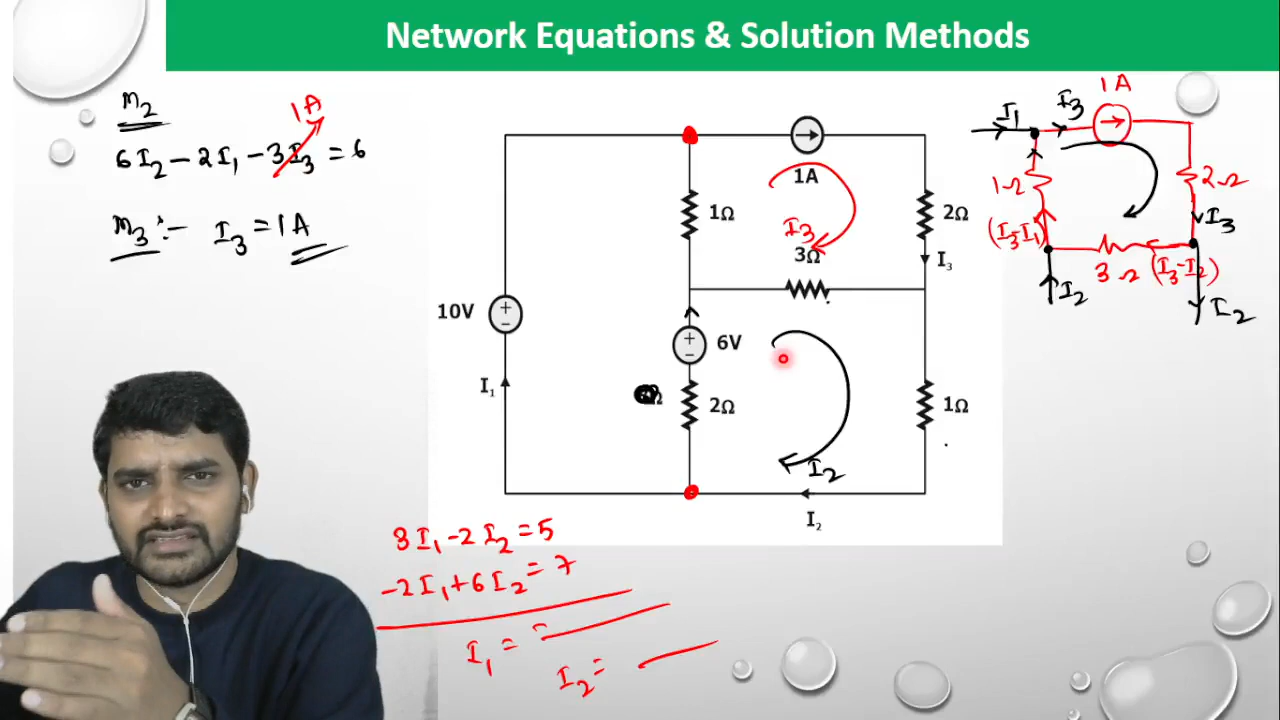 Network Equations & Solution Methods
M2
1A
6I2 - 2I1 - 3I3 = 6
M3 :- I3 = 1A
1A
1Ω
2Ω
I3
3Ω
I3
10V
6V
2Ω
1Ω
I1
I2
I2
1A
I1
I3
1Ω
2Ω
(I3 I1)
I3
3Ω
(I3-I2)
I2
I2
3I1 - 2I2 = 5
-2I1 + 6I2 = 7
I1 =
I2 =